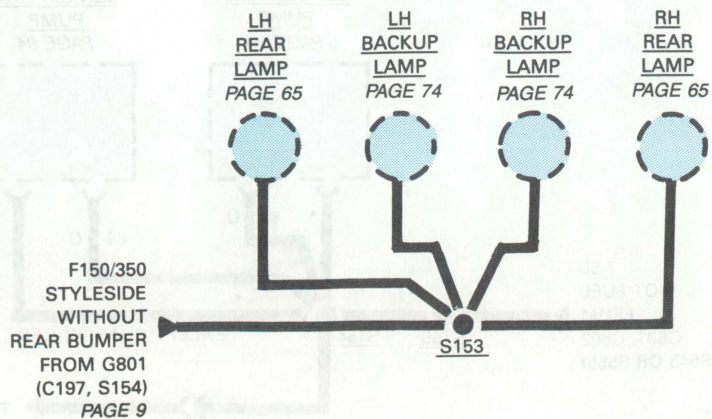 LH
REAR
LAMP
PAGE 65
LH
BACKUP
LAMP
PAGE 74
RH
BACKUP
LAMP
PAGE 74
RH
REAR
LAMP
PAGE 65
F150/350
STYLESIDE
WITHOUT
REAR BUMPER
FROM G801
(C197, S154)
PAGE 9
S153